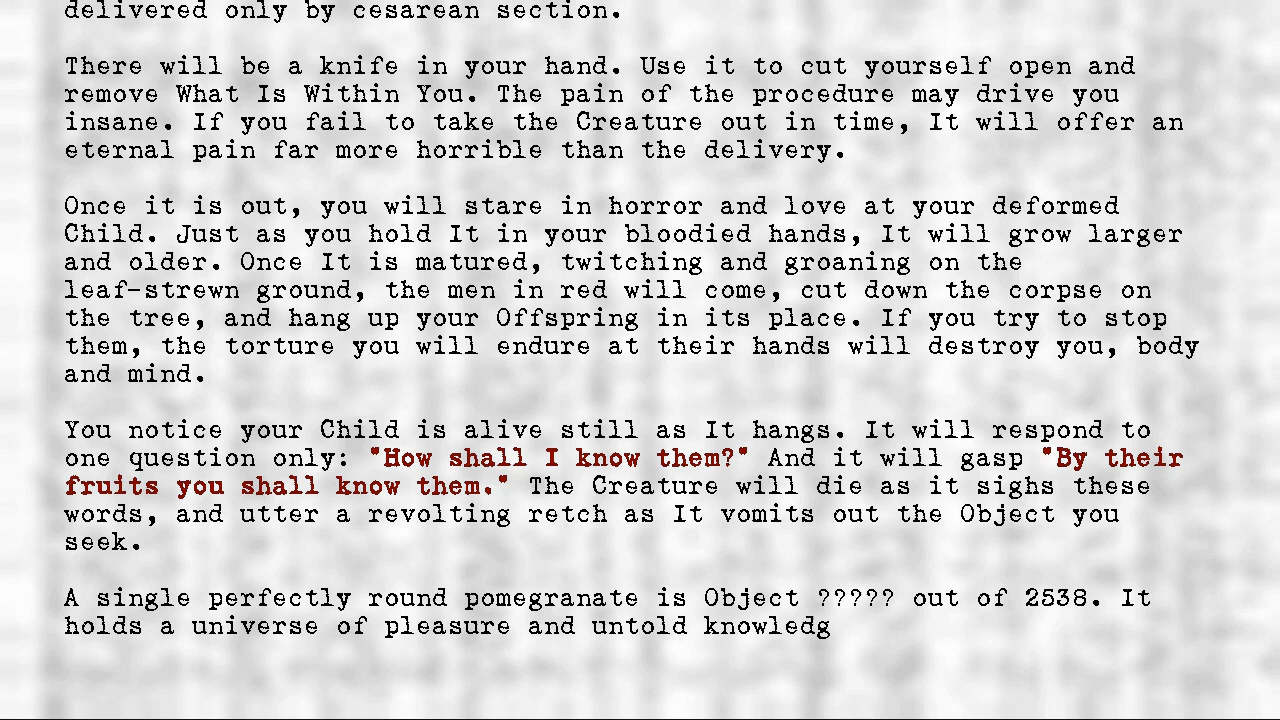 delivered only by cesarean section.
There will be a knife in your hand. Use it to cut yourself open and
remove What Is Within You. The pain of the procedure may drive you
insane. If you fail to take the Creature out in time, It will offer an
eternal pain far more horrible than the delivery.
Once it is out, you will stare in horror and love at your deformed
Child. Just as you hold It in your bloodied hands, It will grow larger
and older. Once It is matured, twitching and groaning on the
leaf-strewn ground, the men in red will come, cut down the corpse on
the tree, and hang up your Offspring in its place. If you try to stop
them, the torture you will endure at their hands will destroy you, body
and mind.
You notice your Child is alive still as It hangs. It will respond to
one question only: "How shall I know them?" And it will gasp "By their
fruits you shall know them." The Creature will die as it sighs these
words, and utter a revolting retch as It vomits out the Object you
seek.
A single perfectly round pomegranate is Object ????? out of 2538. It
holds a universe of pleasure and untold knowledg